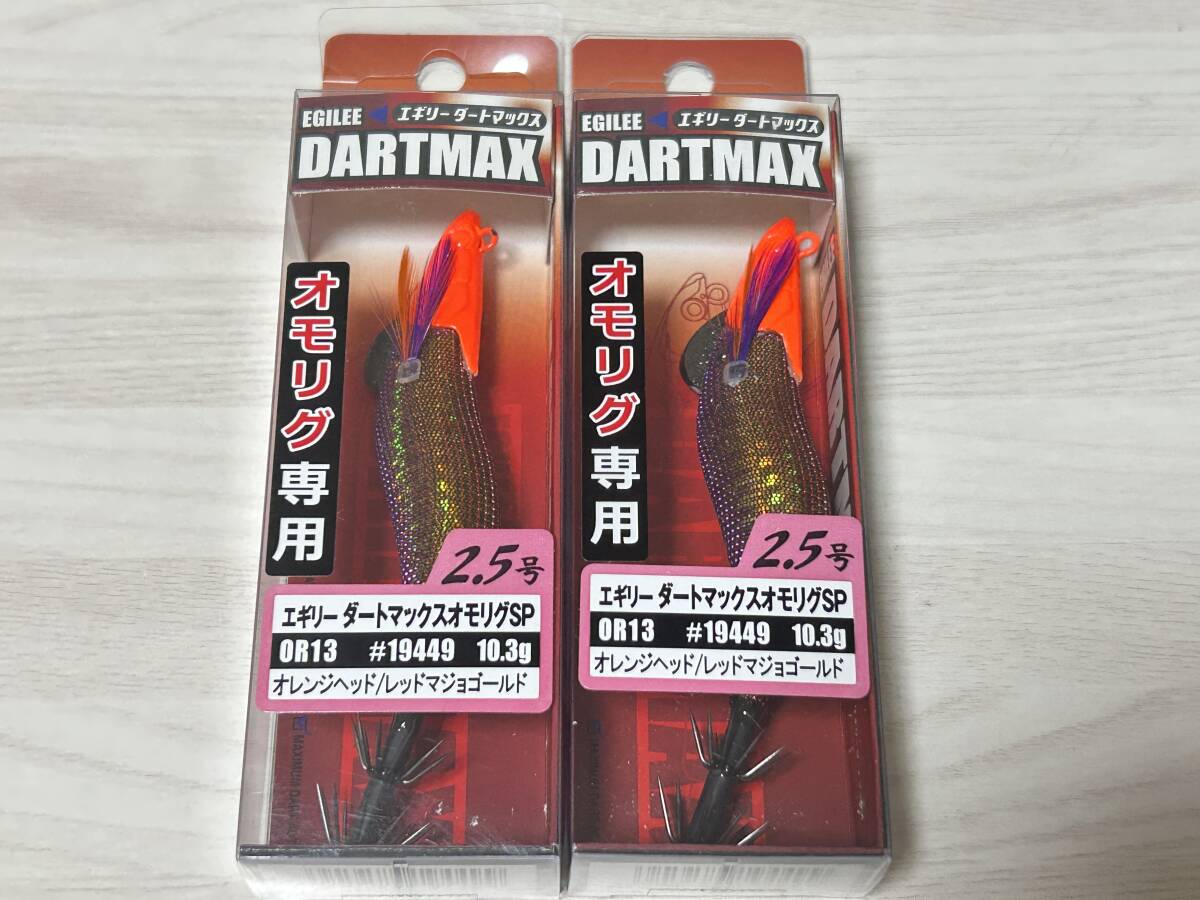 EGILEE エギリーダートマックス
DARTMAX
オモリグ専用
2.5号
エギリー ダートマックスオモリグSP
OR13 #19449 10.3g
オレンジヘッド/レッドマジョゴールド
EGILEE エギリーダートマックス
DARTMAX
オモリグ専用
2.5号
エギリー ダートマックスオモリグSP
OR13 #19449 10.3g
オレンジヘッド/レッドマジョゴールド